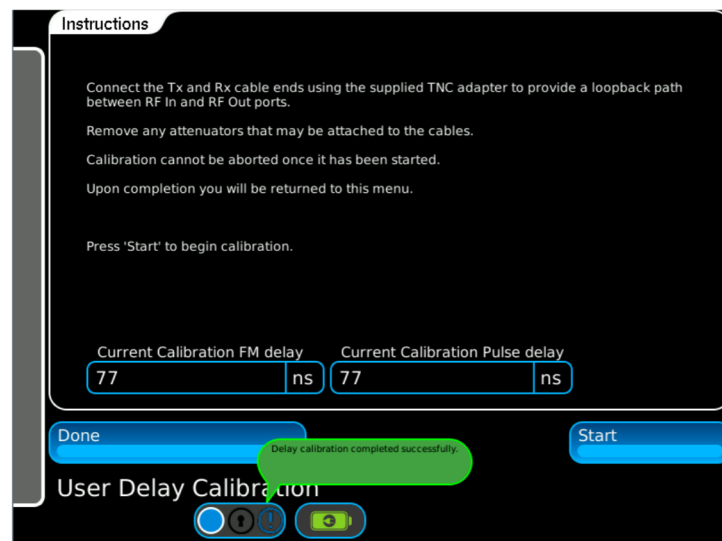 Instructions
Connect the Tx and Rx cable ends using the supplied TNC adapter to provide a loopback path
between RF In and RF Out ports.
Remove any attenuators that may be attached to the cables.
Calibration cannot be aborted once it has been started.
Upon completion you will be returned to this menu.
Press 'Start' to begin calibration.
Current Calibration FM delay Current Calibration Pulse delay
77 ns 77 ns
Done Start
Delay calibration completed successfully.
User Delay Calibration